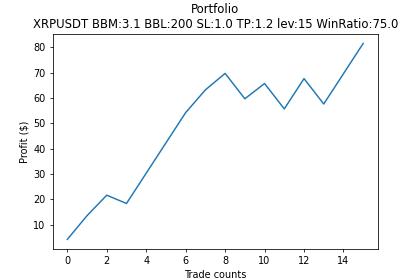 Portfolio
XRPUSDT BBM:3.1 BBL:200 SL:1.0 TP:1.2 lev:15 WinRatio:75.0
80
70
60
50
40
30
20
10
Profit ($)
0 2 4 6 8 10 12 14
Trade counts